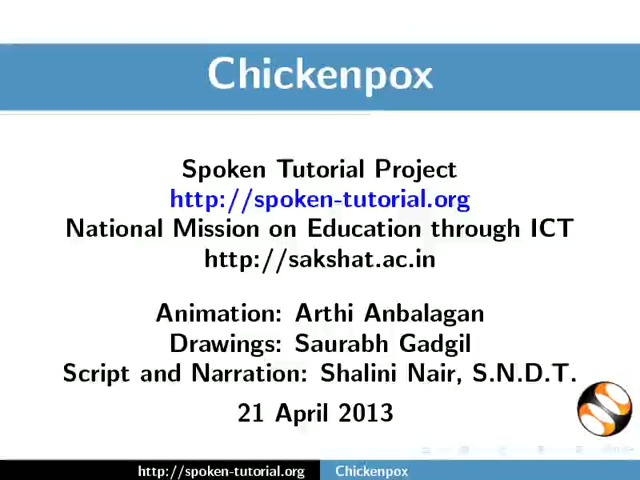 Chickenpox
Spoken Tutorial Project
http://spoken-tutorial.org
National Mission on Education through ICT
http://sakshat.ac.in
Animation: Arthi Anbalagan
Drawings: Saurabh Gadgil
Script and Narration: Shalini Nair, S.N.D.T.
21 April 2013
http://spoken-tutorial.org Chickenpox